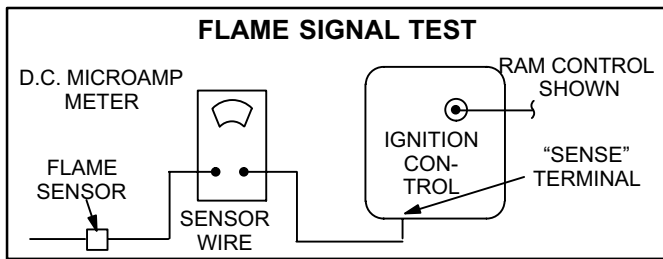 FLAME SIGNAL TEST
D.C. MICROAMP
METER
RAM CONTROL
SHOWN
IGNITION
CON-
TROL
“SENSE”
TERMINAL
FLAME
SENSOR
SENSOR
WIRE